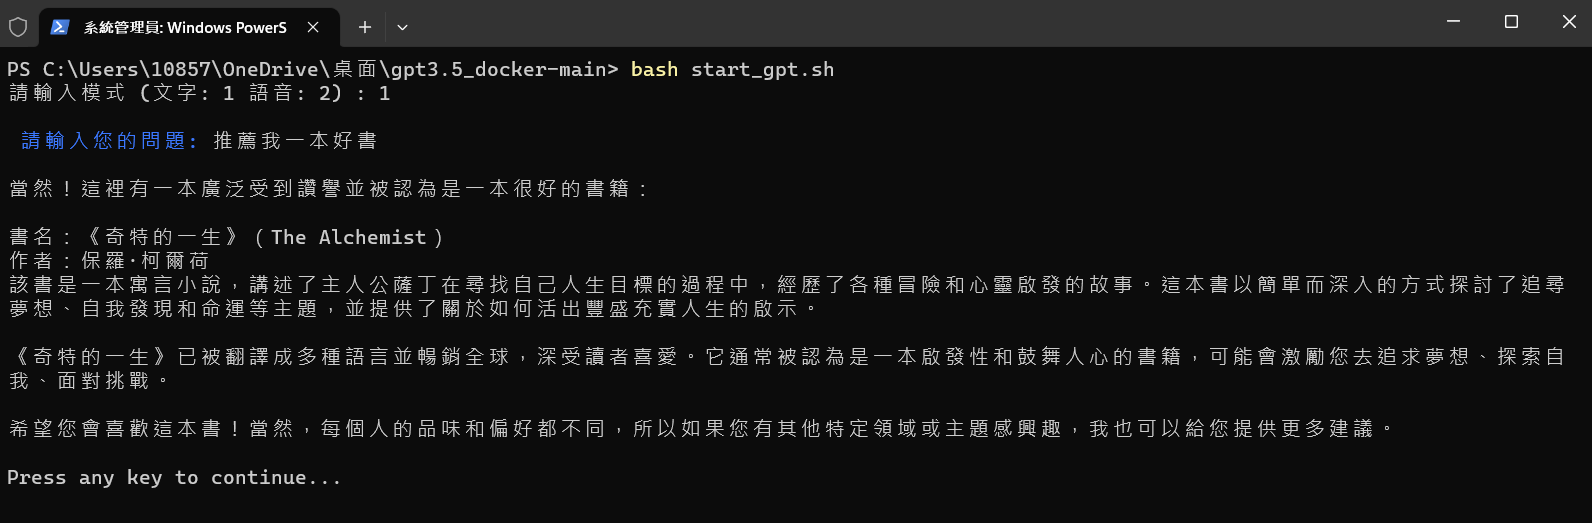 系統管理員: Windows PowerS
PS C:\Users\10857\OneDrive\桌面\gpt3.5_docker-main> bash start_gpt.sh
請輸入模式 (文字: 1 語音: 2) : 1
請輸入您的問題: 推薦我一本好書
當然！這裡有一本廣泛受到讚譽並被認為是一本很好的書籍：
書名：《奇特的一生》（The Alchemist）
作者：保羅·柯爾荷
該書是一本寓言小說，講述了主人公薩丁在尋找自己人生目標的過程中，經歷了各種冒險和心靈啟發的故事。這本書以簡單而深入的方式探討了追尋
夢想、自我發現和命運等主題，並提供了關於如何活出豐盛充實人生的啟示。
《奇特的一生》已被翻譯成多種語言並暢銷全球，深受讀者喜愛。它通常被認為是一本啟發性和鼓舞人心的書籍，可能會激勵您去追求夢想、探索自
我、面對挑戰。
希望您會喜歡這本書！當然，每個人的品味和偏好都不同，所以如果您有其他特定領域或主題感興趣，我也可以給您提供更多建議。
Press any key to continue...